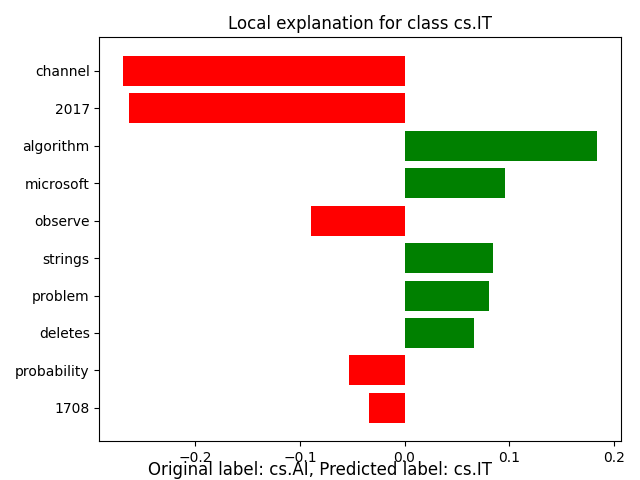 Local explanation for class cs.IT
channel
2017
algorithm
microsoft
observe
strings
problem
deletes
probability
1708
−0.2 −0.1 0.0 0.1 0.2
Original label: cs.AI, Predicted label: cs.IT